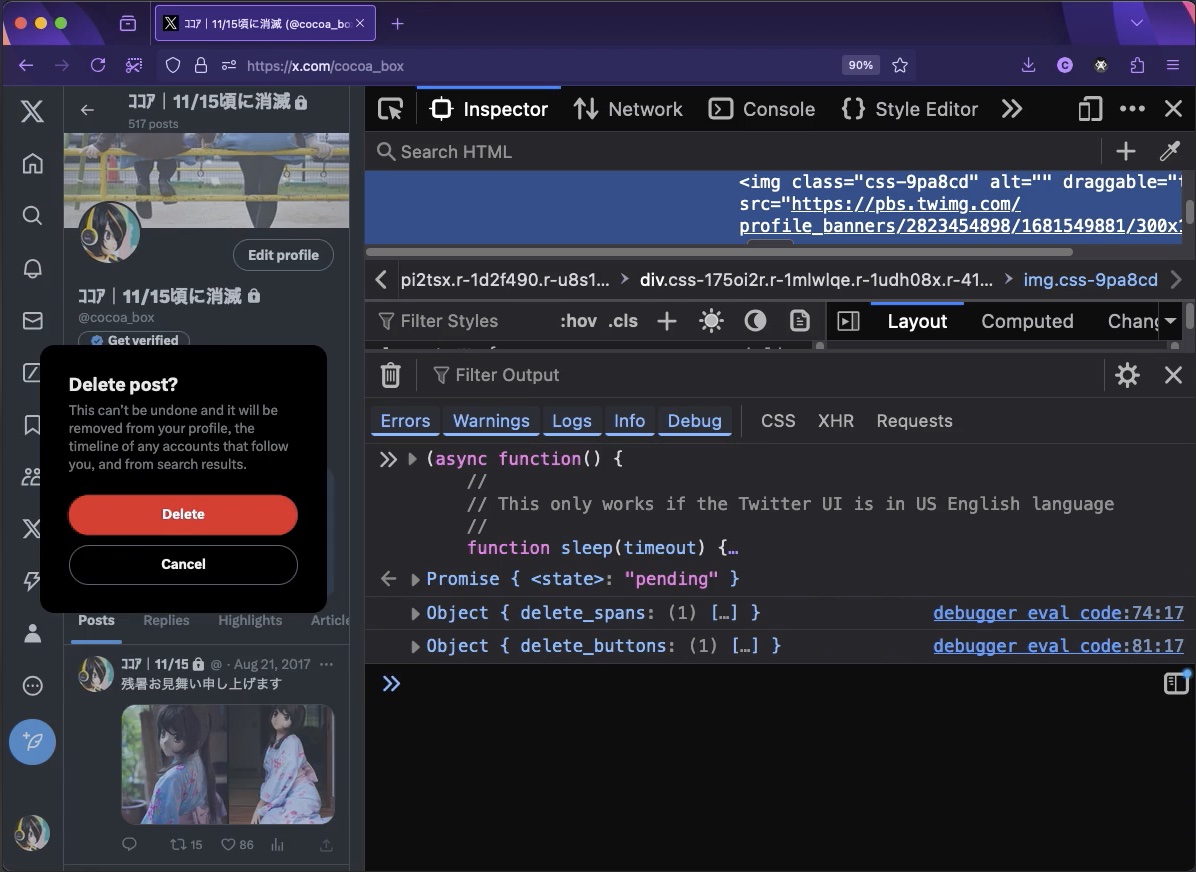 ココア｜11/15頃に消滅 (@cocoa_bo
https://x.com/cocoa_box
90%
ココア｜11/15頃に消滅
517 posts
Edit profile
ココア｜11/15頃に消滅
@cocoa_box
Get verified
Delete post?
This can't be undone and it will be
removed from your profile, the
timeline of any accounts that follow
you, and from search results.
Delete
Cancel
Posts Replies Highlights Article
ココア｜11/15 @ · Aug 21, 2017
残暑お見舞い申し上げます
15 86
Inspector Network Console Style Editor
Search HTML
<img class="css-9pa8cd" alt="" draggable="t
src="https://pbs.twimg.com/
profile_banners/2823454898/1681549881/300x1
pi2tsx.r-1d2f490.r-u8s1... div.css-175oi2r.r-1mlwlqe.r-1udh08x.r-41... img.css-9pa8cd
Filter Styles :hov .cls Layout Computed Chang
Filter Output
Errors Warnings Logs Info Debug CSS XHR Requests
(async function() {
//
// This only works if the Twitter UI is in US English language
//
function sleep(timeout) {…
Promise { <state>: "pending" }
Object { delete_spans: (1) […] } debugger eval code:74:17
Object { delete_buttons: (1) […] } debugger eval code:81:17